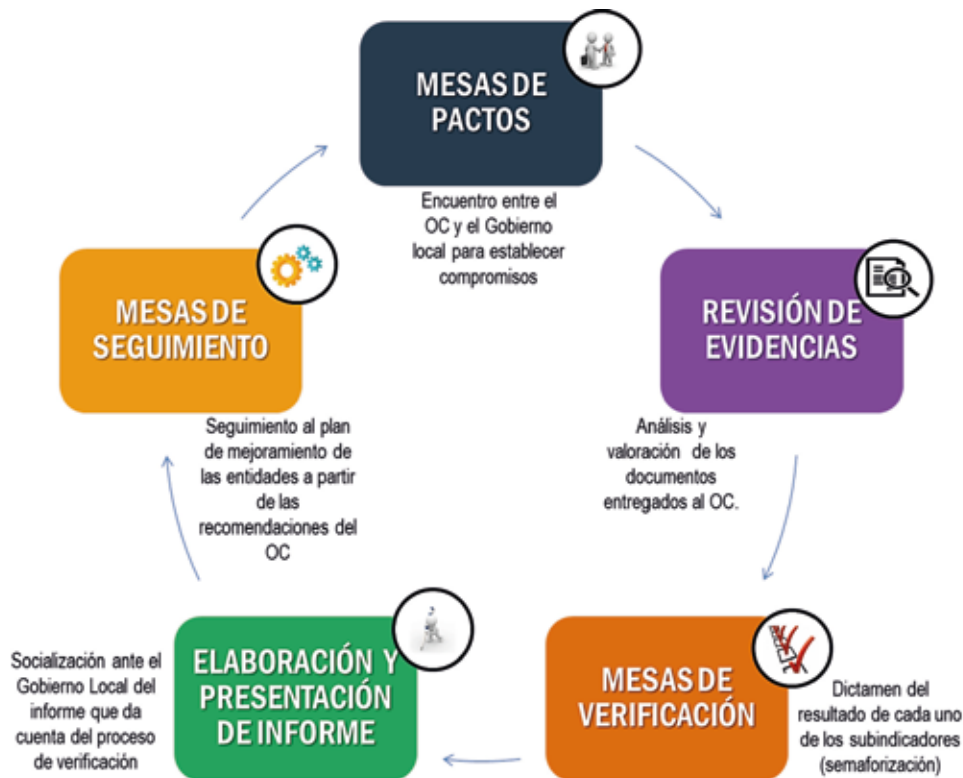 MESAS DE
PACTOS
Encuentro entre el
OC y el Gobierno
local para establecer
compromisos
REVISIÓN DE
EVIDENCIAS
Análisis y
valoración de los
documentos
entregados al OC.
MESAS DE
VERIFICACIÓN
Dictamen del
resultado de cada uno
de los subindicadores
(semaforización)
ELABORACIÓN Y
PRESENTACIÓN
DE INFORME
Socialización ante el
Gobierno Local del
informe que da
cuenta del proceso
de verificación
MESAS DE
SEGUIMIENTO
Seguimiento al plan
de mejoramiento de
las entidades a partir
de las
recomendaciones del
OC